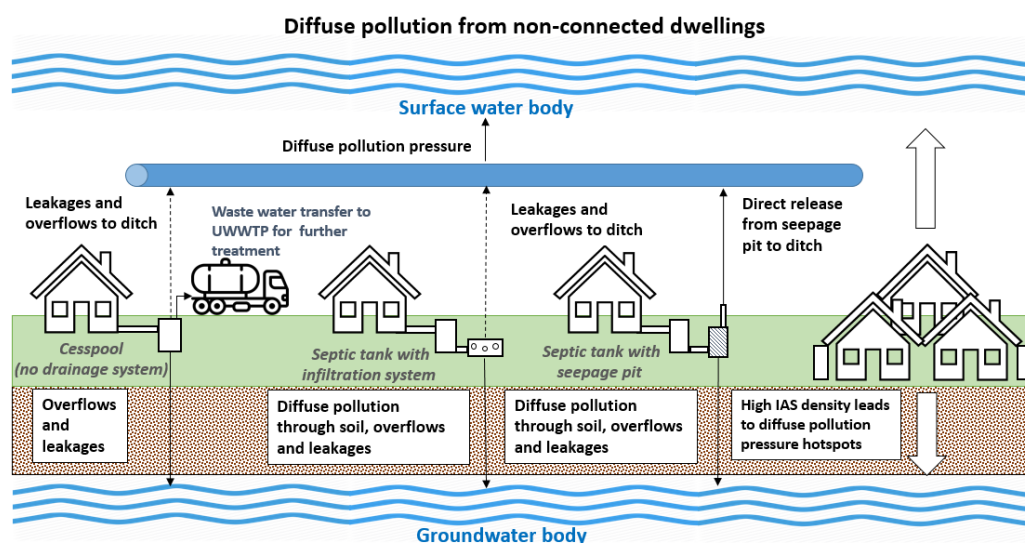 Diffuse pollution from non-connected dwellings
Surface water body
Diffuse pollution pressure
Leakages and
overflows to ditch
Waste water transfer to
UWWTP for further
treatment
Leakages and
overflows to ditch
Direct release
from seepage
pit to ditch
Cesspool
(no drainage system)
Septic tank with
infiltration system
Septic tank with
seepage pit
Overflows
and
leakages
Diffuse pollution
through soil, overflows
and leakages
Diffuse pollution
through soil, overflows
and leakages
High IAS density leads
to diffuse pollution
pressure hotspots
Groundwater body